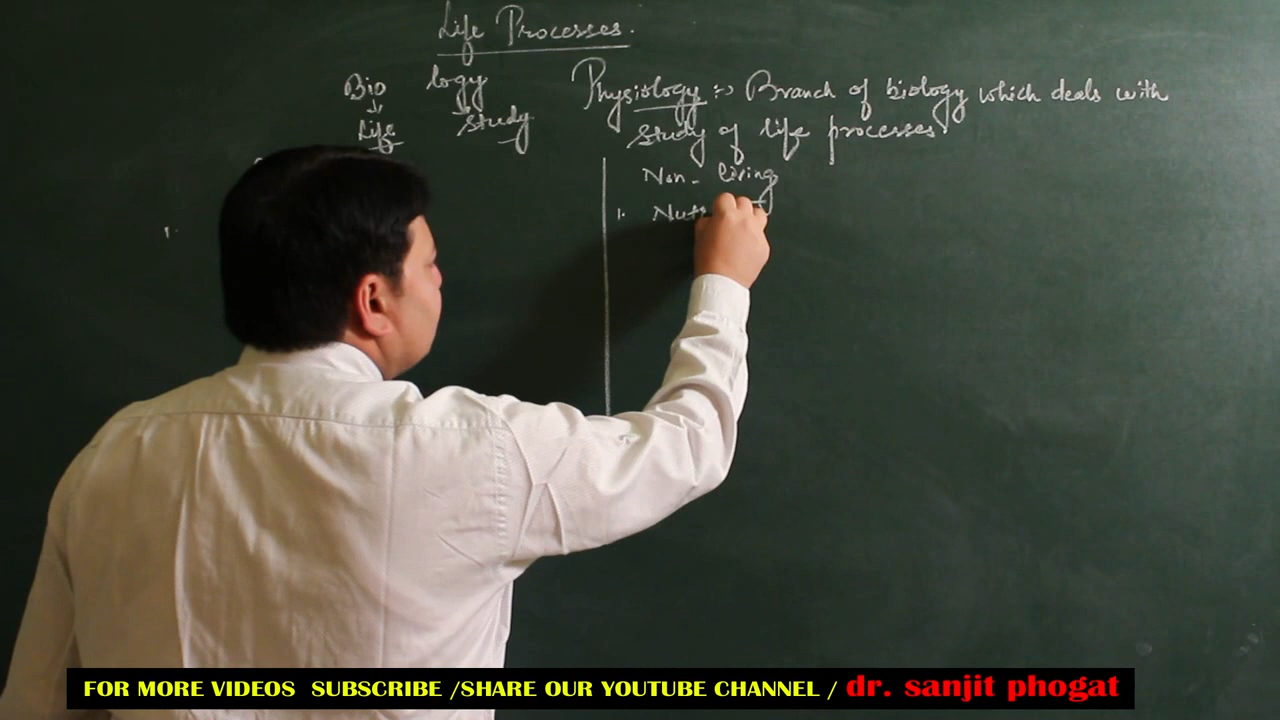 Life Processes.
Bio logy
Life study
Physiology :→ Branch of biology which deals with
study of life processes.
Non-living
1.
1.
FOR MORE VIDEOS SUBSCRIBE /SHARE OUR YOUTUBE CHANNEL / dr. sanjit phogat